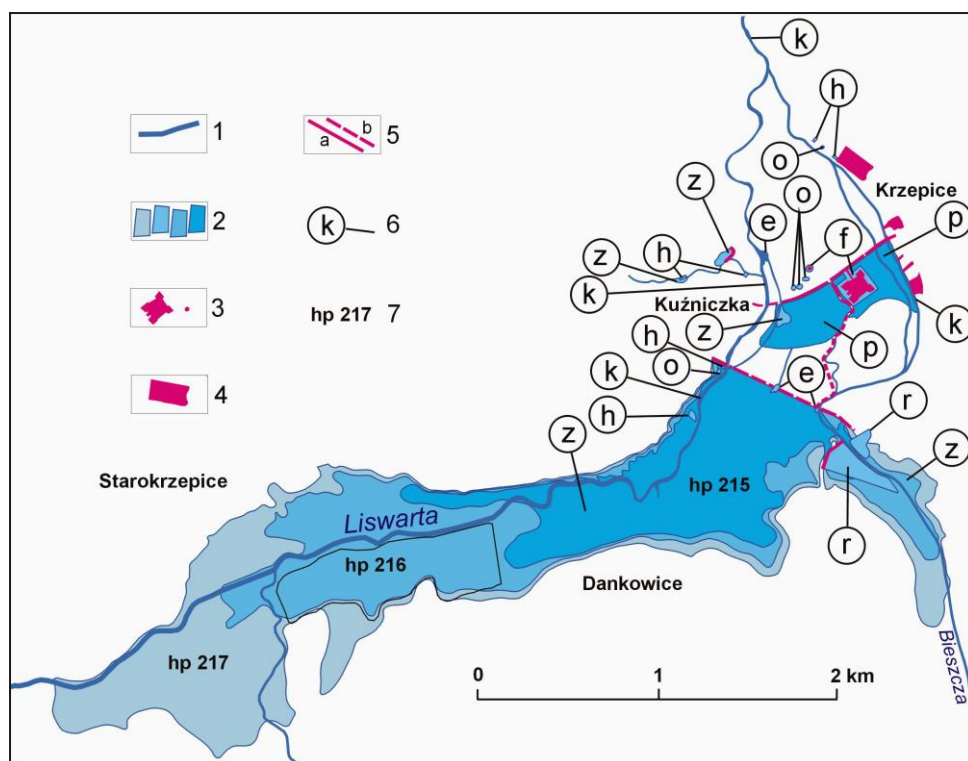 k
1
a b 5
h
o
Krzepice
z
o
2
k
6
e
f
p
z
h
k
Kuźniczka
3
hp 217 7
z
h
k
p
o
e
4
k
r
h
z
z
Starokrzepice
hp 215
Liswarta
r
hp 216
Dankowice
hp 217
Bieszcza
0 1 2 km